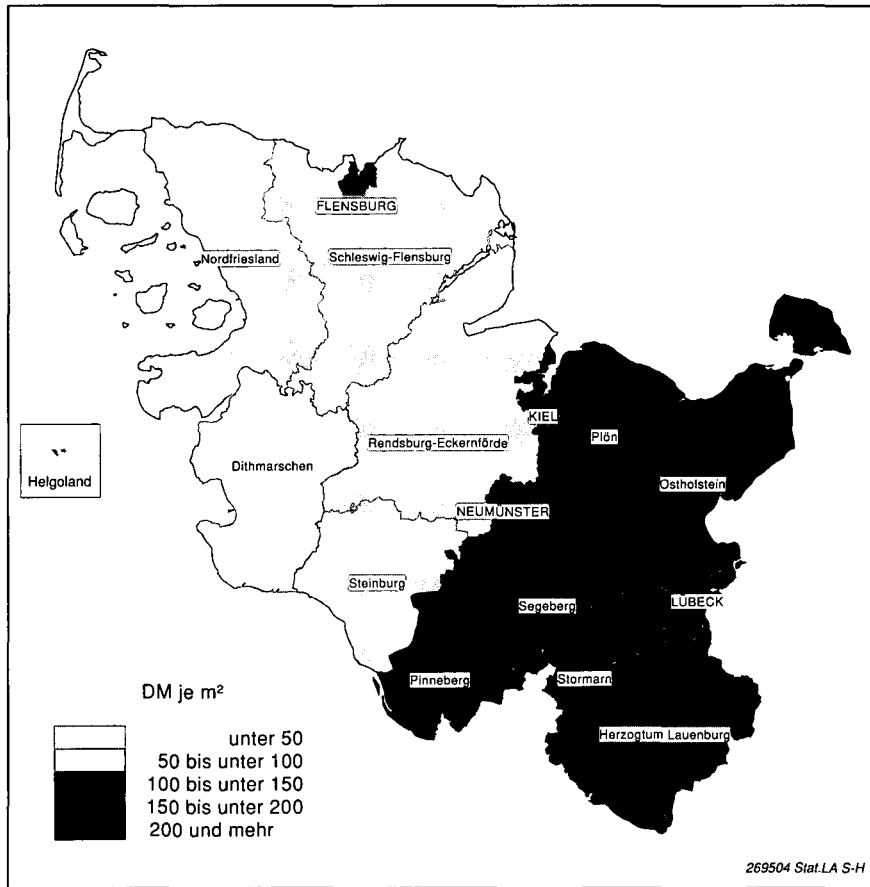 FLENSBURG
Nordfriesland
Schleswig-Flensburg
KIEL
Plön
Rendsburg-Eckernförde
Dithmarschen
Helgoland
Ostholstein
NEUMÜNSTER
Steinburg
Segeberg
LÜBECK
Pinneberg
Stormarn
Herzogtum Lauenburg
DM je m²
unter 50
50 bis unter 100
100 bis unter 150
150 bis unter 200
200 und mehr
269504 Stat.LA S-H